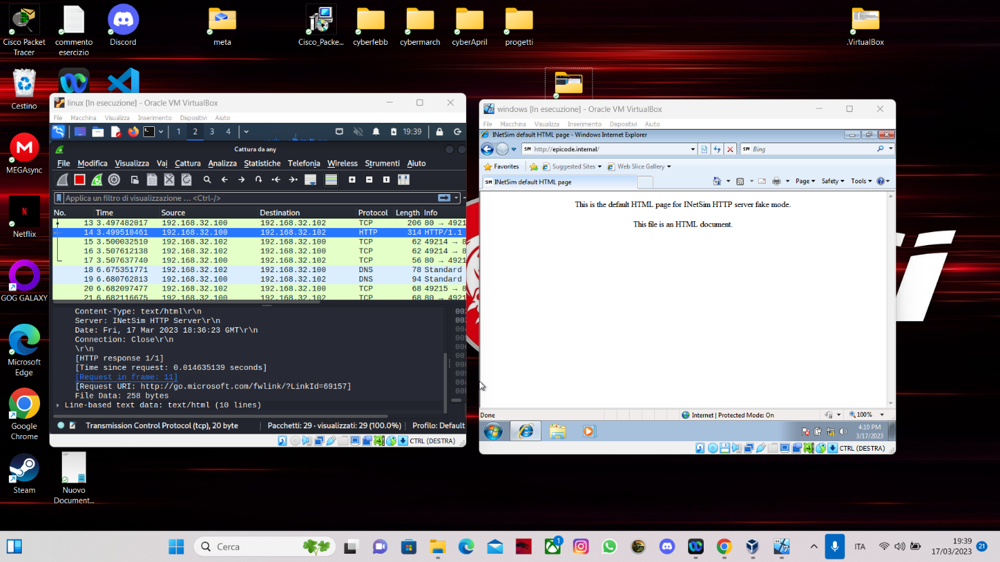 Cisco Packet
Tracer
commento
esercizio
Discord
meta
Cisco_Packe...
cyberfebb
cybermarch
cyberApril
progetti
.VirtualBox
Cestino
MEGAsync
Netflix
GOG GALAXY
Microsoft
Edge
Google
Chrome
Steam
Nuovo
Document...
linux [In esecuzione] - Oracle VM VirtualBox
File Macchina Visualizza Inserimento Dispositivi Aiuto
1 2 3 4 19:39
Cattura da any
File Modifica Visualizza Vai Cattura Analizza Statistiche Telefonia Wireless Strumenti Aiuto
Applica un filtro di visualizzazione ... <Ctrl-/>
No. Time Source Destination Protocol Length Info
13 3.497482017 192.168.32.100 192.168.32.102 TCP 206 80 → 4921
14 3.499510461 192.168.32.100 192.168.32.102 HTTP 314 HTTP/1.1
15 3.500032510 192.168.32.102 192.168.32.100 TCP 62 49214 → 8
16 3.507612138 192.168.32.102 192.168.32.100 TCP 62 49214 → 8
17 3.507637740 192.168.32.100 192.168.32.102 TCP 56 80 → 4921
18 6.675351771 192.168.32.102 192.168.32.100 DNS 78 Standard
19 6.680762813 192.168.32.100 192.168.32.102 DNS 94 Standard
20 6.682097477 192.168.32.102 192.168.32.100 TCP 68 49215 → 8
21 6.682116675 192.168.32.100 192.168.32.102 TCP 68 80 → 4921
Content-Type: text/html\r\n
Server: INetSim HTTP Server\r\n
Date: Fri, 17 Mar 2023 18:36:23 GMT\r\n
Connection: Close\r\n
\r\n
[HTTP response 1/1]
[Time since request: 0.014635139 seconds]
[Request in frame: 11]
[Request URI: http://go.microsoft.com/fwlink/?LinkId=69157]
File Data: 258 bytes
Line-based text data: text/html (10 lines)
Transmission Control Protocol (tcp), 20 byte Pacchetti: 29 · visualizzati: 29 (100.0%) Profilo: Default
CTRL (DESTRA)
windows [In esecuzione] - Oracle VM VirtualBox
File Macchina Visualizza Inserimento Dispositivi Aiuto
INetSim default HTML page - Windows Internet Explorer
http://epicode.internal/
Bing
Favorites Suggested Sites Web Slice Gallery
INetSim default HTML page
Page Safety Tools
This is the default HTML page for INetSim HTTP server fake mode.
This file is an HTML document.
Done
Internet | Protected Mode: On
100%
4:10 PM
3/17/2023
CTRL (DESTRA)
Cerca
1
ITA
19:39
17/03/2023
21